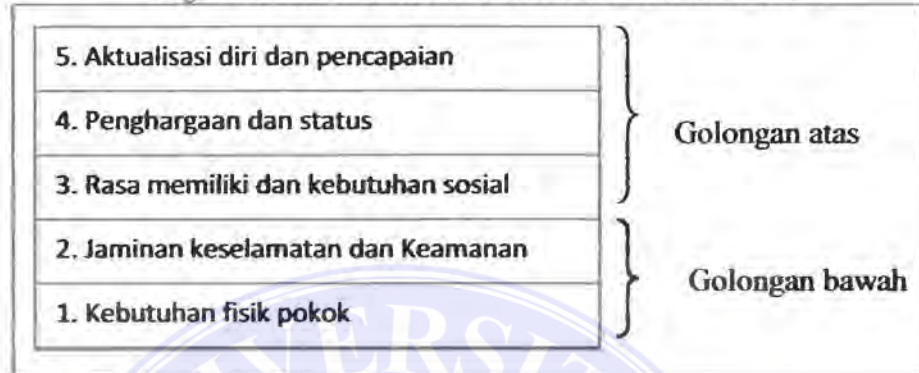 5. Aktualisasi diri dan pencapaian
4. Penghargaan dan status
Golongan atas
3. Rasa memiliki dan kebutuhan sosial
2. Jaminan keselamatan dan Keamanan
Golongan bawah
1. Kebutuhan fisik pokok